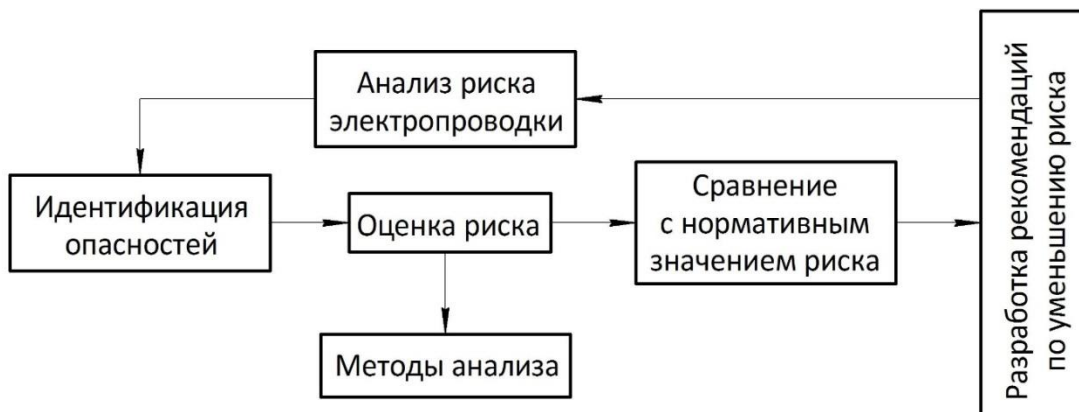 Анализ риска
электропроводки
Идентификация
опасностей
Оценка риска
Сравнение
с нормативным
значением риска
Методы анализа
Разработка рекомендаций
по уменьшению риска